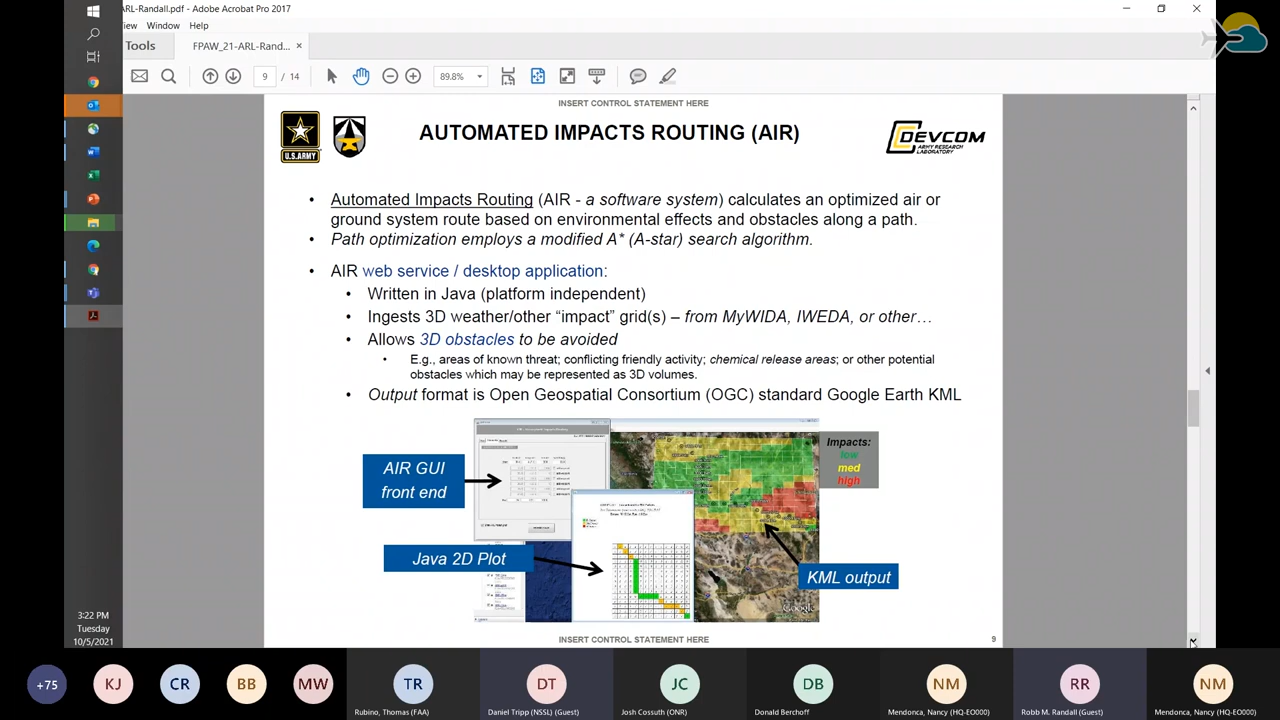 ARL-Randall.pdf - Adobe Acrobat Pro 2017
View Window Help
Tools
FPAW_21-ARL-Rand... ×
9 / 14
89.8%
INSERT CONTROL STATEMENT HERE
U.S.ARMY
AUTOMATED IMPACTS ROUTING (AIR)
DEVCOM
ARMY RESEARCH
LABORATORY
• Automated Impacts Routing (AIR - a software system) calculates an optimized air or
ground system route based on environmental effects and obstacles along a path.
• Path optimization employs a modified A* (A-star) search algorithm.
• AIR web service / desktop application:
• Written in Java (platform independent)
• Ingests 3D weather/other “impact” grid(s) – from MyWIDA, IWEDA, or other…
• Allows 3D obstacles to be avoided
• E.g., areas of known threat; conflicting friendly activity; chemical release areas; or other potential
obstacles which may be represented as 3D volumes.
• Output format is Open Geospatial Consortium (OGC) standard Google Earth KML
AIR GUI
front end
Java 2D Plot
Impacts:
low
med
high
KML output
Google
INSERT CONTROL STATEMENT HERE
9
3:22 PM
Tuesday
10/5/2021
+75
KJ
CR
BB
MW
TR
Rubino, Thomas (FAA)
DT
Daniel Tripp (NSSL) (Guest)
JC
Josh Cossuth (ONR)
DB
Donald Berchoff
NM
Mendonca, Nancy (HQ-EO000)
RR
Robb M. Randall (Guest)
NM
Mendonca, Nancy (HQ-EO000)